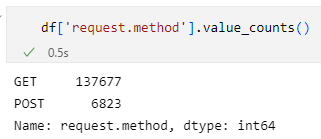 df['request.method'].value_counts()
0.5s
GET 137677
POST 6823
Name: request.method, dtype: int64